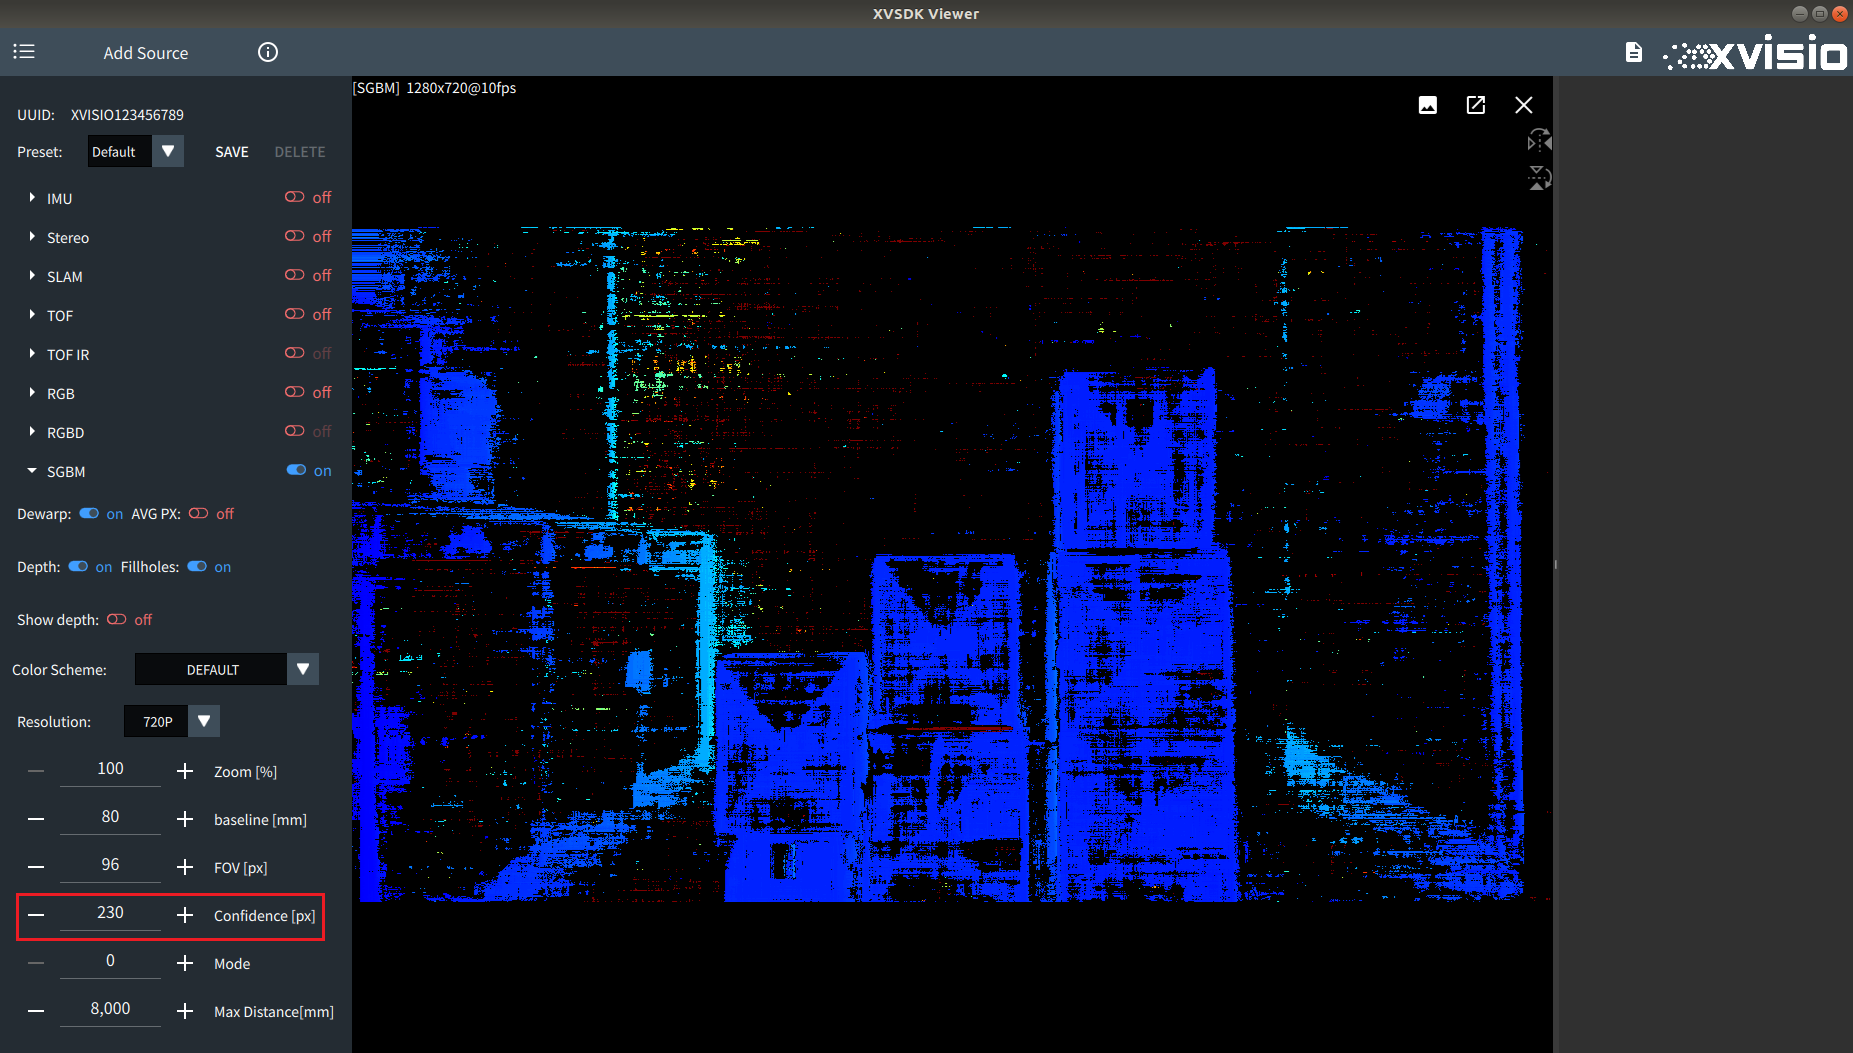 XVSDK Viewer
Add Source
xvisio
UUID: XVISIO123456789
Preset: Default SAVE DELETE
IMU off
Stereo off
SLAM off
TOF off
TOF IR off
RGB off
RGBD off
SGBM on
Dewarp: on AVG PX: off
Depth: on Fillholes: on
Show depth: off
Color Scheme: DEFAULT
Resolution: 720P
100 Zoom [%]
80 baseline [mm]
96 FOV [px]
230 Confidence [px]
0 Mode
8,000 Max Distance[mm]
[SGBM] 1280x720@10fps